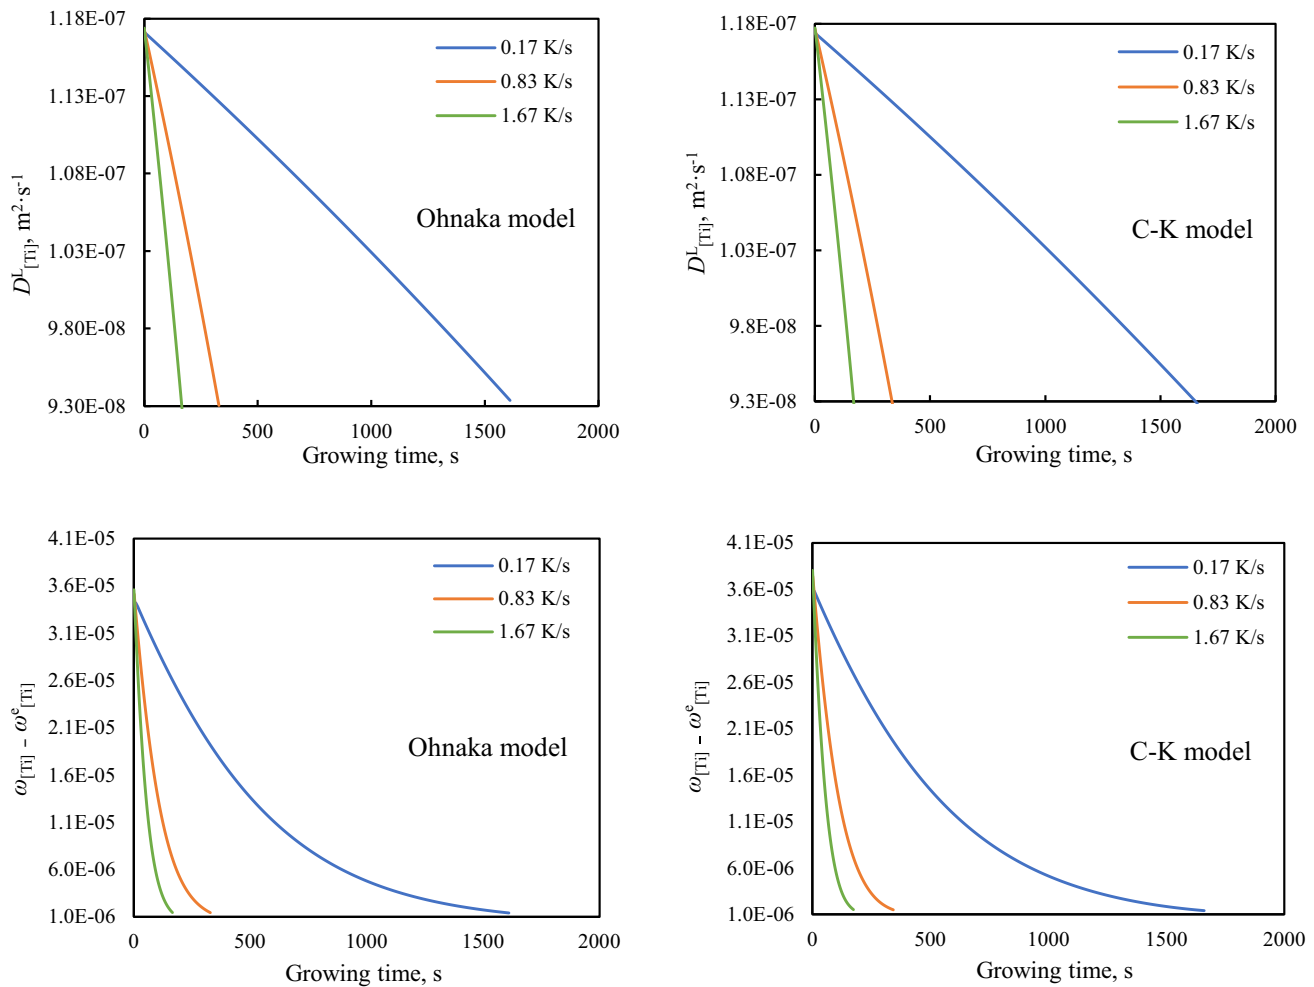 1.18E-07
1.13E-07
1.08E-07
1.03E-07
9.80E-08
9.30E-08
D^L_[Ti], m²·s⁻¹
0.17 K/s
0.83 K/s
1.67 K/s
Ohnaka model
0
500
1000
1500
2000
Growing time, s
1.18E-07
1.13E-07
1.08E-07
1.03E-07
9.8E-08
9.3E-08
D^L_[Ti], m²·s⁻¹
0.17 K/s
0.83 K/s
1.67 K/s
C-K model
0
500
1000
1500
2000
Growing time, s
4.1E-05
3.6E-05
3.1E-05
2.6E-05
2.1E-05
1.6E-05
1.1E-05
6.0E-06
1.0E-06
ω_[Ti] – ω^e_[Ti]
0.17 K/s
0.83 K/s
1.67 K/s
Ohnaka model
0
500
1000
1500
2000
Growing time, s
4.1E-05
3.6E-05
3.1E-05
2.6E-05
2.1E-05
1.6E-05
1.1E-05
6.0E-06
1.0E-06
ω_[Ti] – ω^e_[Ti]
0.17 K/s
0.83 K/s
1.67 K/s
C-K model
0
500
1000
1500
2000
Growing time, s